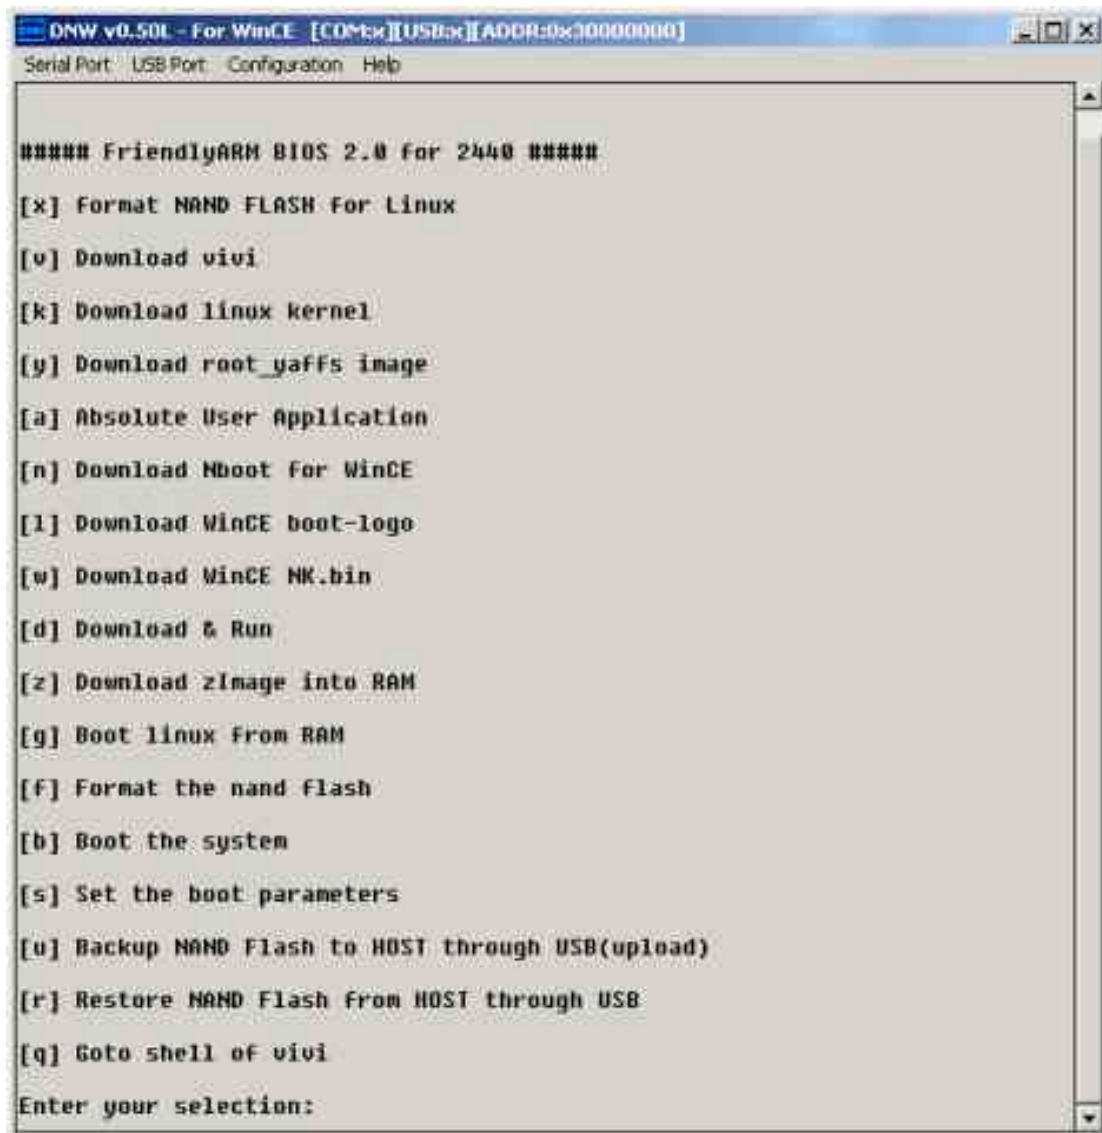 DNW v0.50L - For WinCE [COM:x][USB:x][ADDR:0x30000000]
Serial Port USB Port Configuration Help
##### FriendlyARM BIOS 2.0 for 2440 #####
[x] Format NAND FLASH for Linux
[v] Download vivi
[k] Download linux kernel
[y] Download root_yaffs image
[a] Absolute User Application
[n] Download Nboot for WinCE
[l] Download WinCE boot-logo
[w] Download WinCE NK.bin
[d] Download & Run
[z] Download zImage into RAM
[g] Boot linux from RAM
[f] Format the nand flash
[b] Boot the system
[s] Set the boot parameters
[u] Backup NAND Flash to HOST through USB(upload)
[r] Restore NAND Flash from HOST through USB
[q] Goto shell of vivi
Enter your selection: